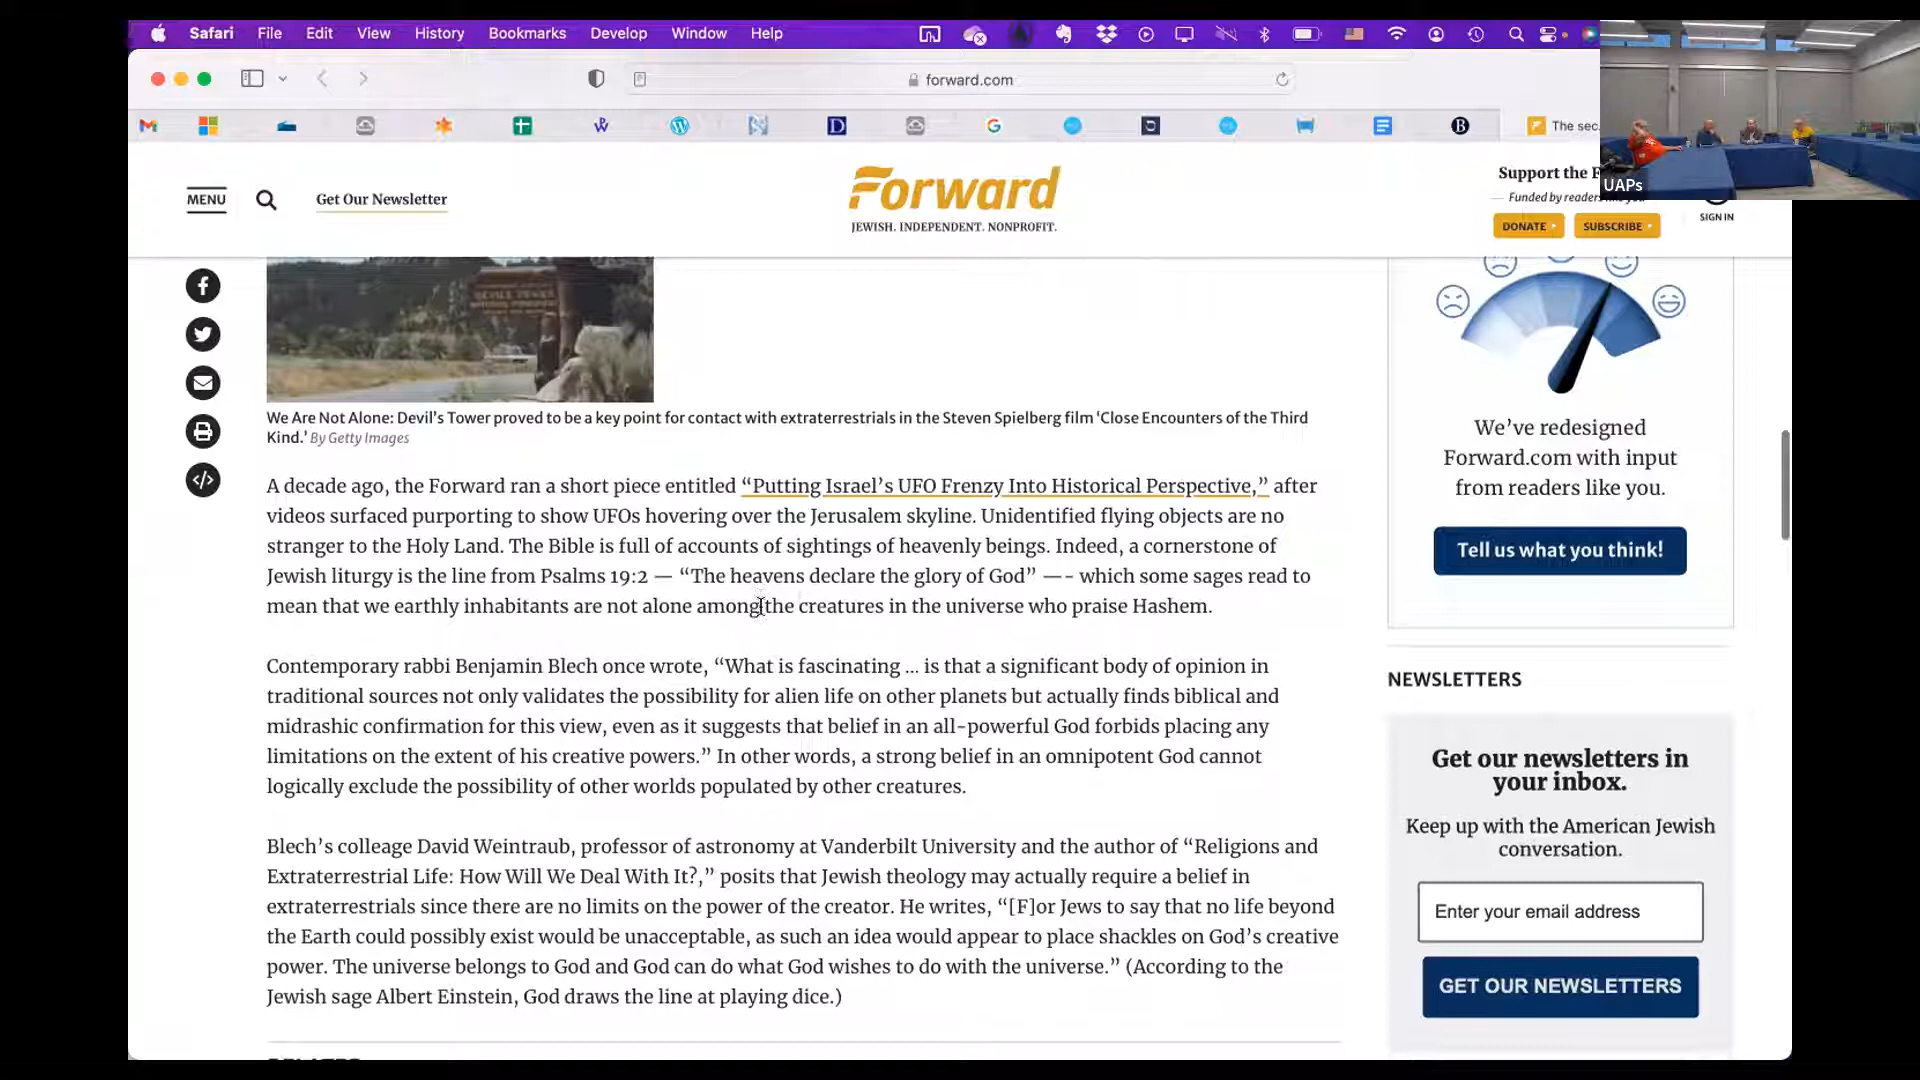 Safari File Edit View History Bookmarks Develop Window Help
forward.com
The sec
UAPs
MENU
Get Our Newsletter
Forward
JEWISH. INDEPENDENT. NONPROFIT.
Support the F
Funded by readers like you
DONATE
SUBSCRIBE
SIGN IN
We Are Not Alone: Devil's Tower proved to be a key point for contact with extraterrestrials in the Steven Spielberg film 'Close Encounters of the Third
Kind.' By Getty Images
A decade ago, the Forward ran a short piece entitled “Putting Israel’s UFO Frenzy Into Historical Perspective,” after
videos surfaced purporting to show UFOs hovering over the Jerusalem skyline. Unidentified flying objects are no
stranger to the Holy Land. The Bible is full of accounts of sightings of heavenly beings. Indeed, a cornerstone of
Jewish liturgy is the line from Psalms 19:2 — “The heavens declare the glory of God” —- which some sages read to
mean that we earthly inhabitants are not alone among the creatures in the universe who praise Hashem.
Contemporary rabbi Benjamin Blech once wrote, “What is fascinating ... is that a significant body of opinion in
traditional sources not only validates the possibility for alien life on other planets but actually finds biblical and
midrashic confirmation for this view, even as it suggests that belief in an all-powerful God forbids placing any
limitations on the extent of his creative powers.” In other words, a strong belief in an omnipotent God cannot
logically exclude the possibility of other worlds populated by other creatures.
Blech’s colleage David Weintraub, professor of astronomy at Vanderbilt University and the author of “Religions and
Extraterrestrial Life: How Will We Deal With It?,” posits that Jewish theology may actually require a belief in
extraterrestrials since there are no limits on the power of the creator. He writes, “[F]or Jews to say that no life beyond
the Earth could possibly exist would be unacceptable, as such an idea would appear to place shackles on God’s creative
power. The universe belongs to God and God can do what God wishes to do with the universe.” (According to the
Jewish sage Albert Einstein, God draws the line at playing dice.)
We’ve redesigned
Forward.com with input
from readers like you.
Tell us what you think!
NEWSLETTERS
Get our newsletters in
your inbox.
Keep up with the American Jewish
conversation.
Enter your email address
GET OUR NEWSLETTERS